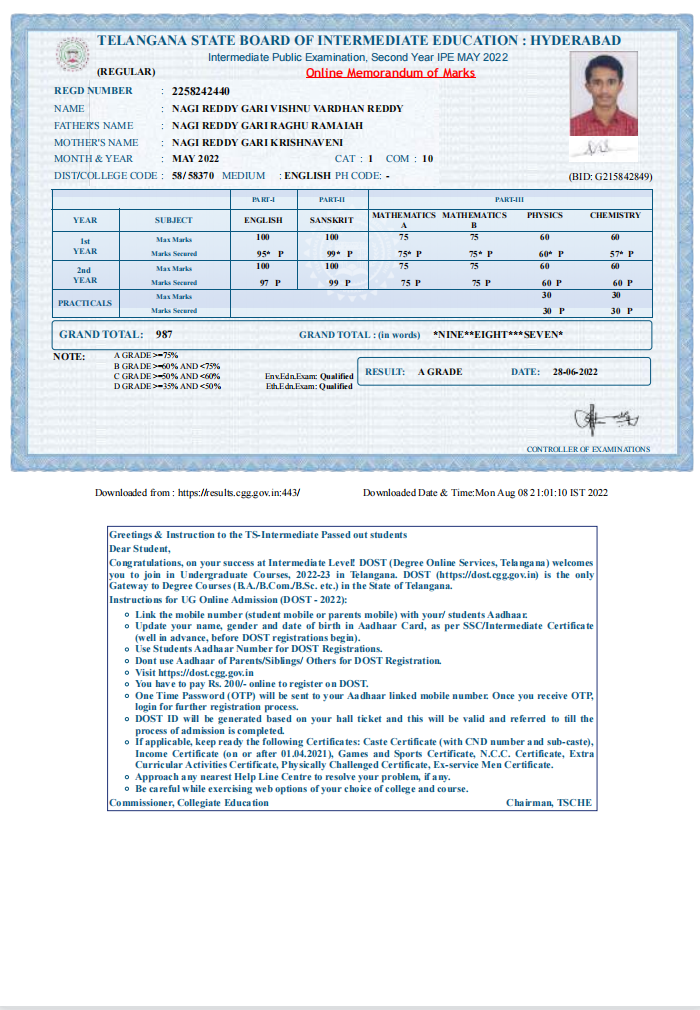 TELANGANA STATE BOARD OF INTERMEDIATE EDUCATION : HYDERABAD
Intermediate Public Examination, Second Year IPE MAY 2022
(REGULAR) Online Memorandum of Marks
REGD NUMBER : 2258242440
NAME : NAGI REDDY GARI VISHNU VARDHAN REDDY
FATHER'S NAME : NAGI REDDY GARI RAGHU RAMAIAH
MOTHER'S NAME : NAGI REDDY GARI KRISHNAVENI
MONTH & YEAR : MAY 2022 CAT : 1 COM : 10
DIST/COLLEGE CODE : 58/ 58370 MEDIUM : ENGLISH PH CODE: -
(BID: G215842849)
PART-I PART-II PART-III
YEAR SUBJECT ENGLISH SANSKRIT MATHEMATICS A MATHEMATICS B PHYSICS CHEMISTRY
1st YEAR Max Marks 100 100 75 75 60 60
Marks Secured 95* P 99* P 75* P 75* P 60* P 57* P
2nd YEAR Max Marks 100 100 75 75 60 60
Marks Secured 97 P 99 P 75 P 75 P 60 P 60 P
PRACTICALS Max Marks 30 30
Marks Secured 30 P 30 P
GRAND TOTAL: 987 GRAND TOTAL : (in words) *NINE**EIGHT***SEVEN*
NOTE: A GRADE >=75%
B GRADE >=60% AND <75%
C GRADE >=50% AND <60% Env.Edn.Exam: Qualified
D GRADE >=35% AND <50% Eth.Edn.Exam: Qualified
RESULT: A GRADE DATE: 28-06-2022
CONTROLLER OF EXAMINATIONS
Downloaded from : https://results.cgg.gov.in:443/ Downloaded Date & Time:Mon Aug 08 21:01:10 IST 2022
Greetings & Instruction to the TS-Intermediate Passed out students
Dear Student,
Congratulations, on your success at Intermediate Level! DOST (Degree Online Services, Telangana) welcomes
you to join in Undergraduate Courses, 2022-23 in Telangana. DOST (https://dost.cgg.gov.in) is the only
Gateway to Degree Courses (B.A./B.Com./B.Sc. etc.) in the State of Telangana.
Instructions for UG Online Admission (DOST - 2022):
Link the mobile number (student mobile or parents mobile) with your/ students Aadhaar.
Update your name, gender and date of birth in Aadhaar Card, as per SSC/Intermediate Certificate
(well in advance, before DOST registrations begin).
Use Students Aadhaar Number for DOST Registrations.
Dont use Aadhaar of Parents/Siblings/ Others for DOST Registration.
Visit https://dost.cgg.gov.in
You have to pay Rs. 200/- online to register on DOST.
One Time Password (OTP) will be sent to your Aadhaar linked mobile number. Once you receive OTP,
login for further registration process.
DOST ID will be generated based on your hall ticket and this will be valid and referred to till the
process of admission is completed.
If applicable, keep ready the following Certificates: Caste Certificate (with CND number and sub-caste),
Income Certificate (on or after 01.04.2021), Games and Sports Certificate, N.C.C. Certificate, Extra
Curricular Activities Certificate, Physically Challenged Certificate, Ex-service Men Certificate.
Approach any nearest Help Line Centre to resolve your problem, if any.
Be careful while exercising web options of your choice of college and course.
Commissioner, Collegiate Education Chairman, TSCHE